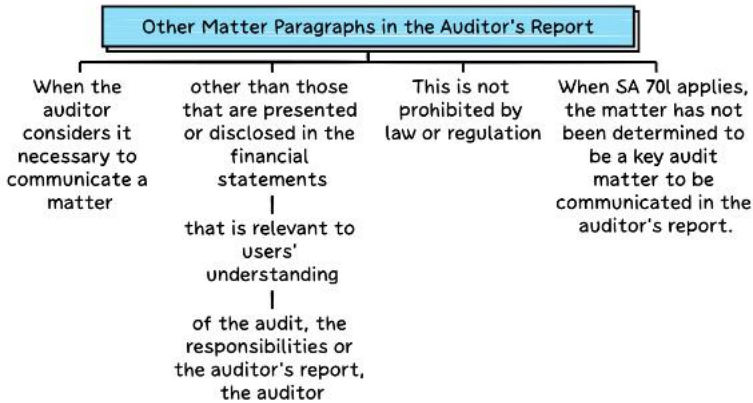 Other Matter Paragraphs in the Auditor's Report
When the
auditor
considers it
necessary to
communicate a
matter
other than those
that are presented
or disclosed in the
financial
statements
that is relevant to
users'
understanding
of the audit, the
responsibilities or
the auditor's report,
the auditor
This is not
prohibited by
law or regulation
When SA 70l applies,
the matter has not
been determined to
be a key audit
matter to be
communicated in the
auditor's report.